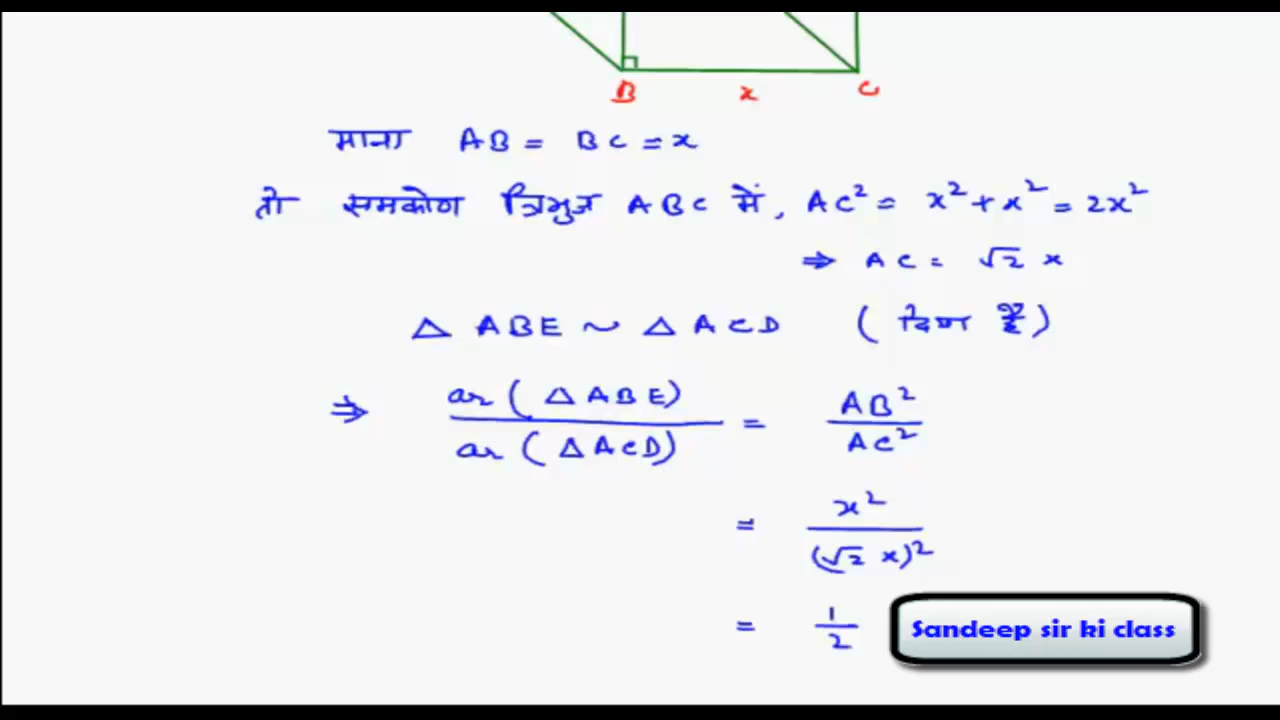 B x C
माना AB = BC = x
तो समकोण त्रिभुज ABC में, AC² = x² + x² = 2x²
⇒ AC = √2 x
△ ABE ~ △ ACD (दिया है)
⇒ ar (△ ABE) / ar (△ ACD) = AB² / AC²
= x² / (√2 x)²
= 1/2
Sandeep sir ki class